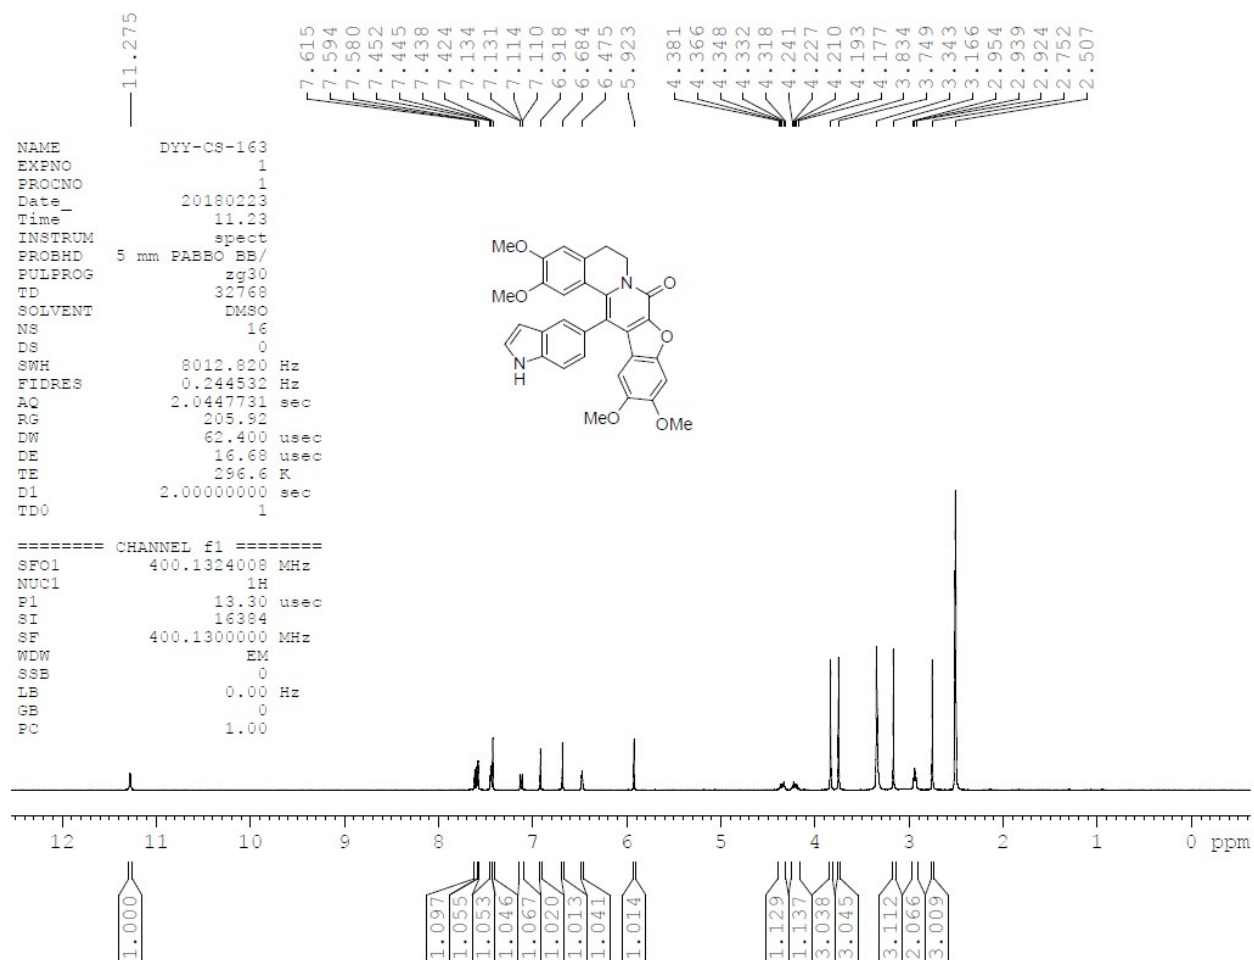 11.275
7.615
7.594
7.580
7.452
7.445
7.438
7.424
7.134
7.131
7.114
7.110
6.918
6.684
6.475
5.923
4.381
4.366
4.348
4.332
4.318
4.241
4.227
4.210
4.193
4.177
3.834
3.749
3.343
3.166
2.954
2.939
2.924
2.752
2.507
NAME DYY-CS-163
EXPNO 1
PROCNO 1
Date_ 20180223
Time 11.23
INSTRUM spect
PROBHD 5 mm PABBO BB/
PULPROG zg30
TD 32768
SOLVENT DMSO
NS 16
DS 0
SWH 8012.820 Hz
FIDRES 0.244532 Hz
AQ 2.0447731 sec
RG 205.92
DW 62.400 usec
DE 16.68 usec
TE 296.6 K
D1 2.00000000 sec
TD0 1
======== CHANNEL f1 ========
SFO1 400.1324008 MHz
NUC1 1H
P1 13.30 usec
SI 16384
SF 400.1300000 MHz
WDW EM
SSB 0
LB 0.00 Hz
GB 0
PC 1.00
MeO
MeO
N
O
O
N
H
MeO
OMe
12 11 10 9 8 7 6 5 4 3 2 1 0 ppm
1.000
1.097
1.055
1.053
1.046
1.067
1.020
1.013
1.041
1.014
1.129
1.137
3.038
3.045
3.112
2.066
3.009